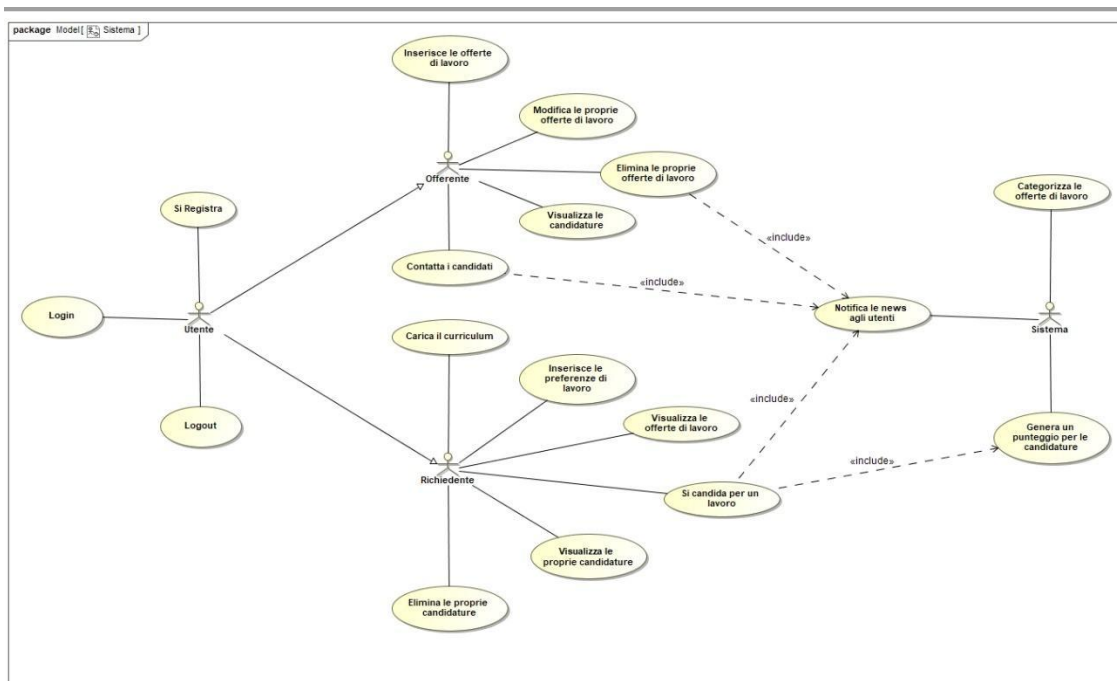 package Model[ Sistema ]
Inserisce le offerte
di lavoro
Modifica le proprie
offerte di lavoro
Elimina le proprie
offerte di lavoro
Offerente
Visualizza le
candidature
Contatta i candidati
Categorizza le
offerte di lavoro
Si Registra
Login
Utente
Logout
«include»
«include»
Notifica le news
agli utenti
Sistema
Carica il curriculum
Inserisce le
preferenze di
lavoro
Visualizza le
offerte di lavoro
«include»
«include»
Genera un
punteggio per le
candidature
Richiedente
Si candida per un
lavoro
Visualizza le
proprie candidature
Elimina le proprie
candidature